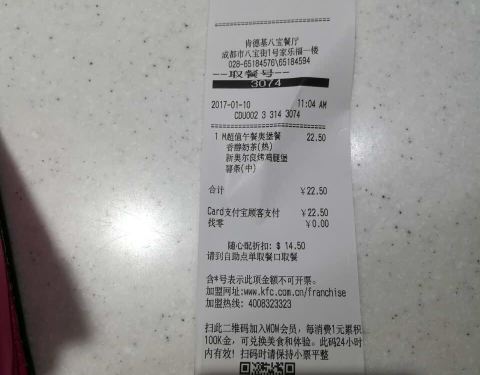 肯德基八宝餐厅
成都市八宝街1号家乐福一楼
028-65184576\65184594
--取餐号--
3074
2017-01-10 11:04 AM
CDU002 3 314 3074
1 M超值午餐奥堡餐 22.50
香醇奶茶(热)
新奥尔良烤鸡腿堡
薯条(中)
合计 ￥22.50
Card支付宝顾客支付 ￥22.50
找零 ￥0.00
随心配折扣: $ 14.50
请到自助点单取餐口取餐
含*号表示此项金额不可开票。
加盟网址:www.kfc.com.cn/franchise
加盟热线: 4008323323
扫此二维码加入WOW会员，每消费1元累积
100K金，可兑换美食和体验。此码24小时
内有效! 扫码时请保持小票平整